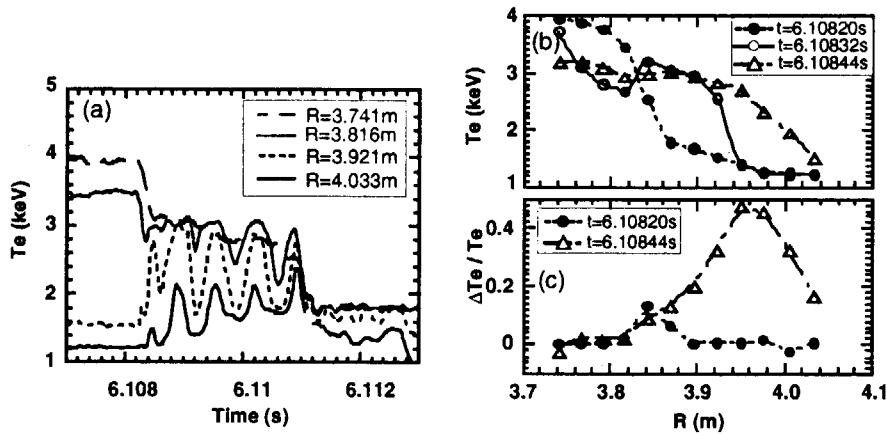 (a)
R=3.741m
R=3.816m
R=3.921m
R=4.033m
5
4
3
2
1
Te (keV)
6.108
6.11
6.112
Time (s)
(b)
t=6.10820s
t=6.10832s
t=6.10844s
4
3
2
1
Te (keV)
(c)
t=6.10820s
t=6.10844s
0.4
0.2
0
ΔTe / Te
3.7
3.8
3.9
4.0
4.1
R (m)